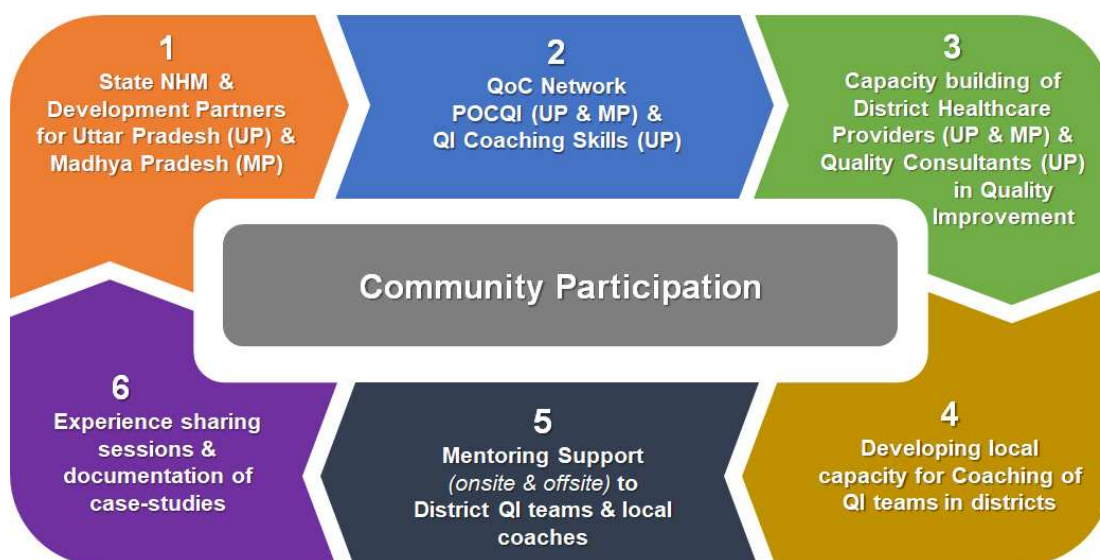 1
State NHM &
Development Partners
for Uttar Pradesh (UP) &
Madhya Pradesh (MP)
2
QoC Network
POCQI (UP & MP) &
QI Coaching Skills (UP)
3
Capacity building of
District Healthcare
Providers (UP & MP) &
Quality Consultants (UP)
in Quality
Improvement
Community Participation
4
Developing local
capacity for Coaching of
QI teams in districts
5
Mentoring Support
(onsite & offsite) to
District QI teams & local
coaches
6
Experience sharing
sessions &
documentation of
case-studies